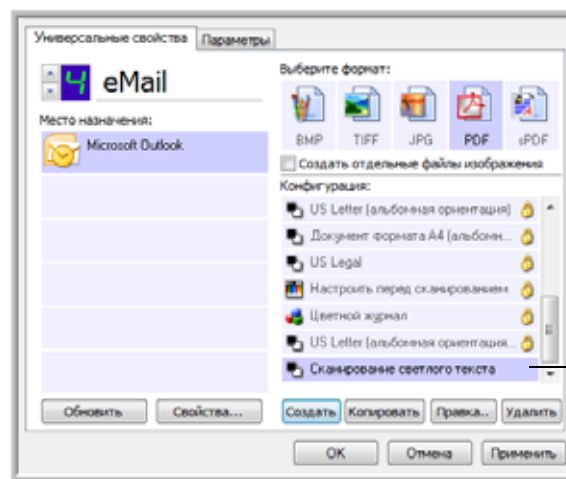 Универсальные свойства Параметры
4 eMail
Место назначения:
Microsoft Outlook
Обновить Свойства...
Выберите формат:
BMP TIFF JPG PDF sPDF
Создать отдельные файлы изображения
Конфигурация:
US Letter (альбомная ориентация)
Документ формата A4 (альбомн...
US Legal
Настроить перед сканированием
Цветной журнал
US Letter (альбомная ориентация...
Сканирование светлого текста
Создать Копировать Правка.. Удалить
OK Отмена Применить